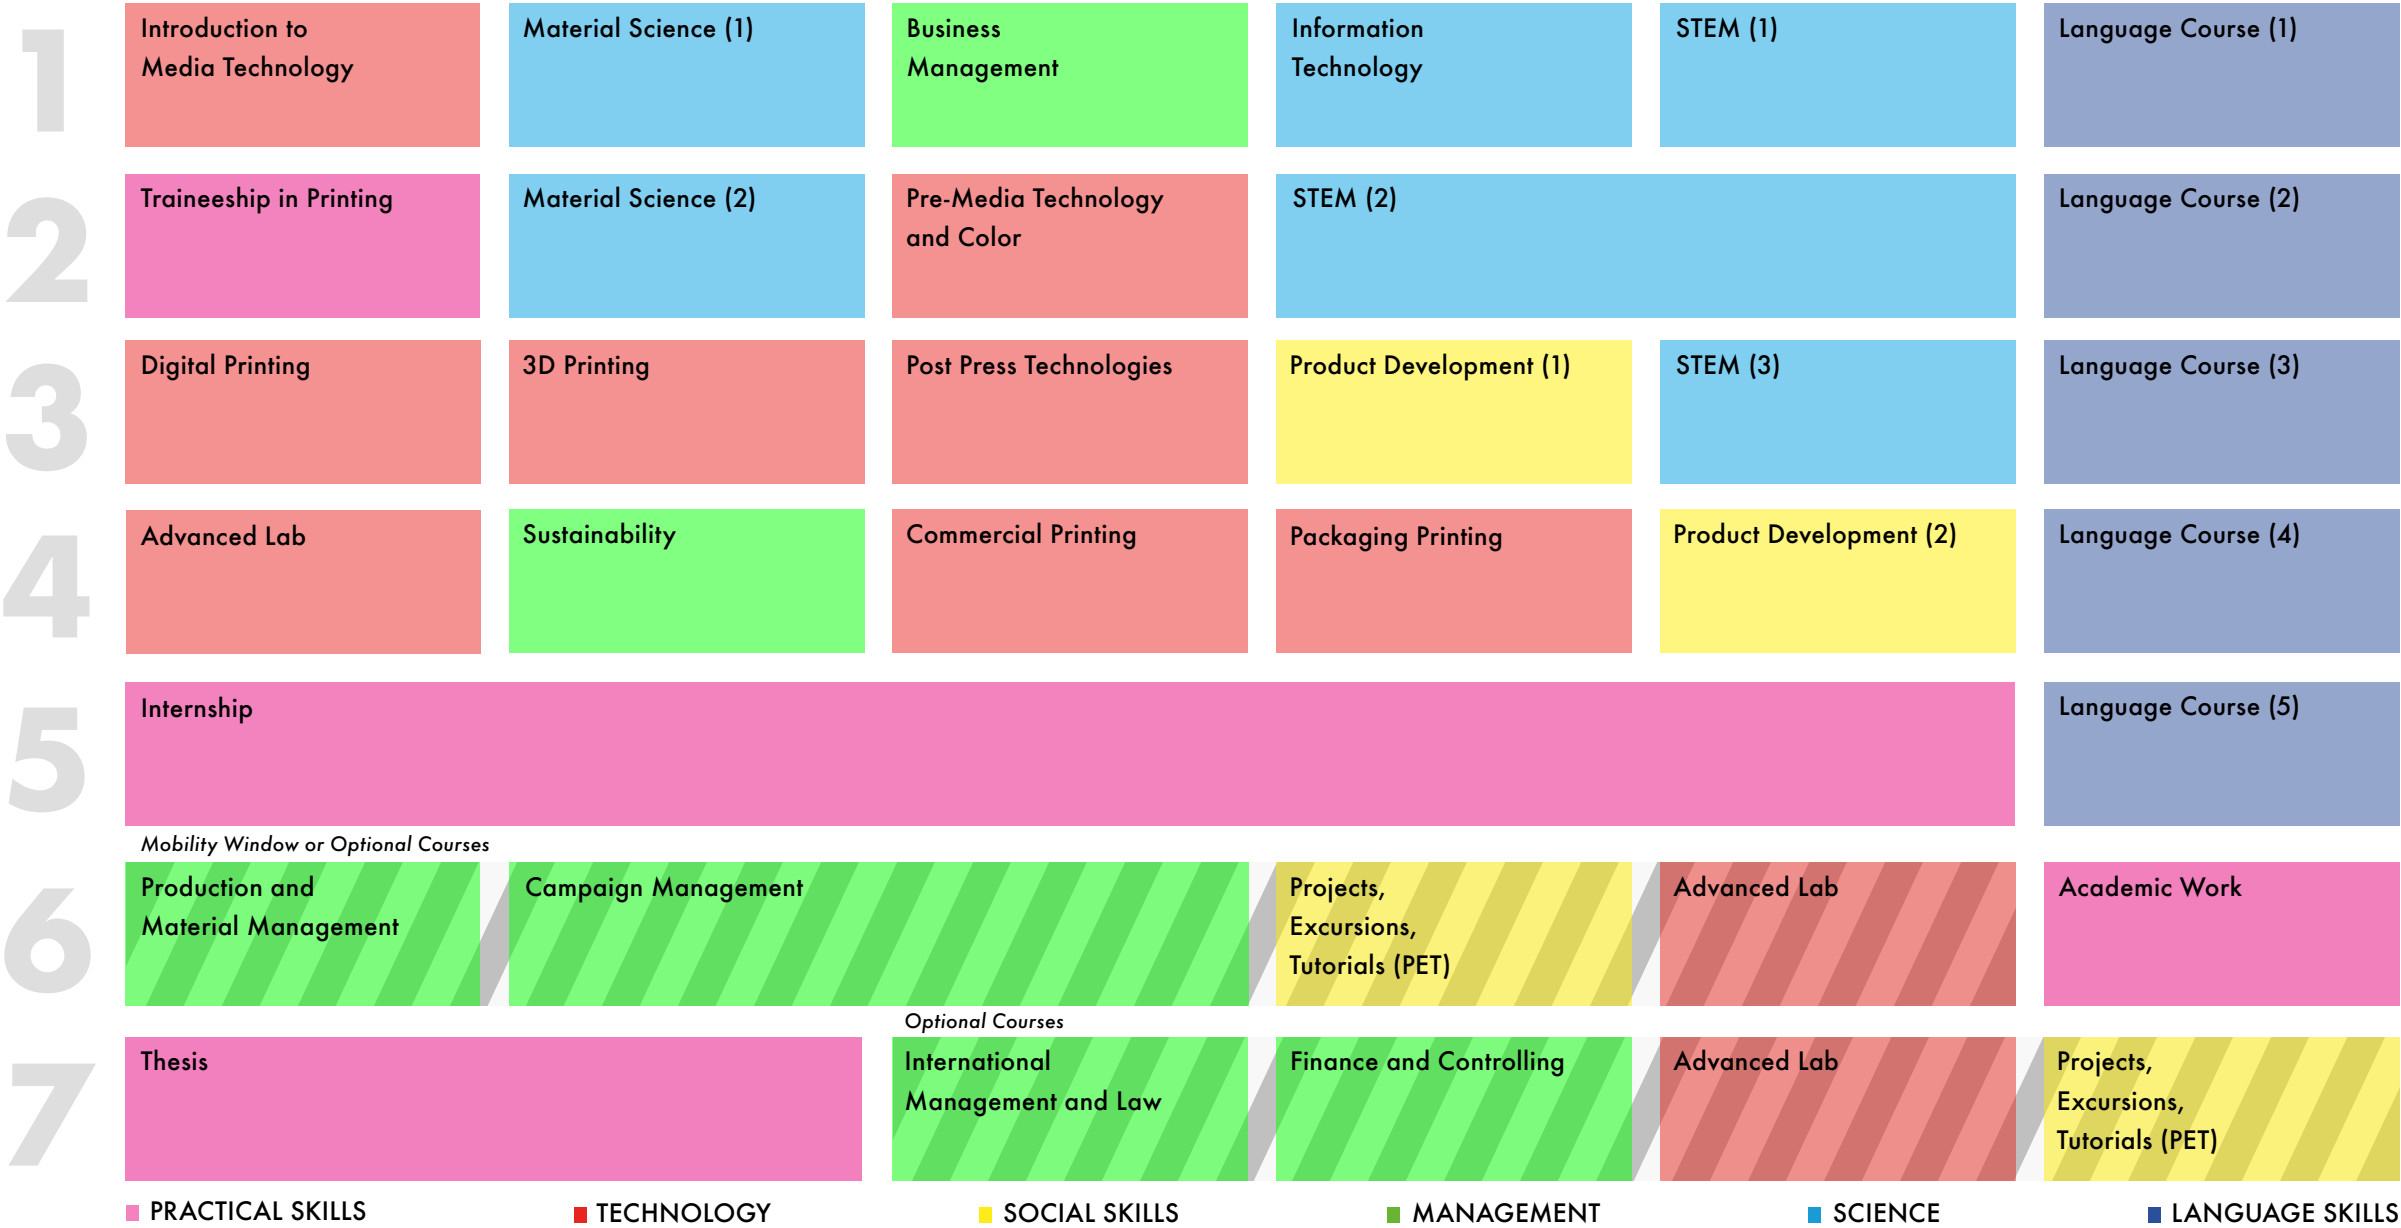 1
Introduction to
Media Technology
Material Science (1)
Business
Management
Information
Technology
STEM (1)
Language Course (1)
2
Traineeship in Printing
Material Science (2)
Pre-Media Technology
and Color
STEM (2)
Language Course (2)
3
Digital Printing
3D Printing
Post Press Technologies
Product Development (1)
STEM (3)
Language Course (3)
4
Advanced Lab
Sustainability
Commercial Printing
Packaging Printing
Product Development (2)
Language Course (4)
5
Internship
Language Course (5)
Mobility Window or Optional Courses
6
Production and
Material Management
Campaign Management
Projects,
Excursions,
Tutorials (PET)
Advanced Lab
Academic Work
Optional Courses
7
Thesis
International
Management and Law
Finance and Controlling
Advanced Lab
Projects,
Excursions,
Tutorials (PET)
PRACTICAL SKILLS
TECHNOLOGY
SOCIAL SKILLS
MANAGEMENT
SCIENCE
LANGUAGE SKILLS